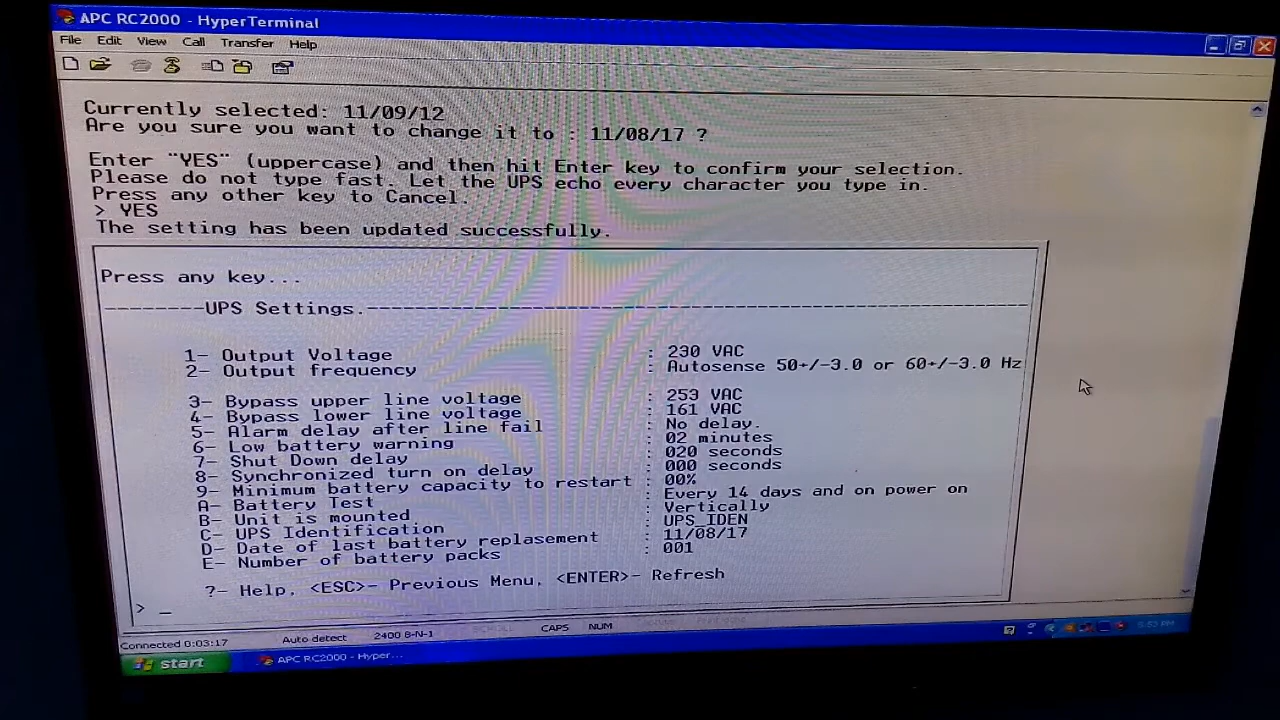 APC RC2000 - HyperTerminal
File Edit View Call Transfer Help
Currently selected: 11/09/12
Are you sure you want to change it to : 11/08/17 ?
Enter "YES" (uppercase) and then hit Enter key to confirm your selection.
Please do not type fast. Let the UPS echo every character you type in.
Press any other key to Cancel.
> YES
The setting has been updated successfully.
Press any key...
--------UPS Settings.------------------------------------------------------
1- Output Voltage : 230 VAC
2- Output frequency : Autosense 50+/-3.0 or 60+/-3.0 Hz
3- Bypass upper line voltage : 253 VAC
4- Bypass lower line voltage : 161 VAC
5- Alarm delay after line fail : No delay.
6- Low battery warning : 02 minutes
7- Shut Down delay : 020 seconds
8- Synchronized turn on delay : 000 seconds
9- Minimum battery capacity to restart : 00%
A- Battery Test : Every 14 days and on power on
B- Unit is mounted : Vertically
C- UPS Identification : UPS_IDEN
D- Date of last battery replasement : 11/08/17
E- Number of battery packs : 001
?- Help, <ESC>- Previous Menu, <ENTER>- Refresh
> _
Connected 0:03:17 Auto detect 2400 8-N-1 SCROLL CAPS NUM
start APC RC2000 - Hyper... 5:53 PM